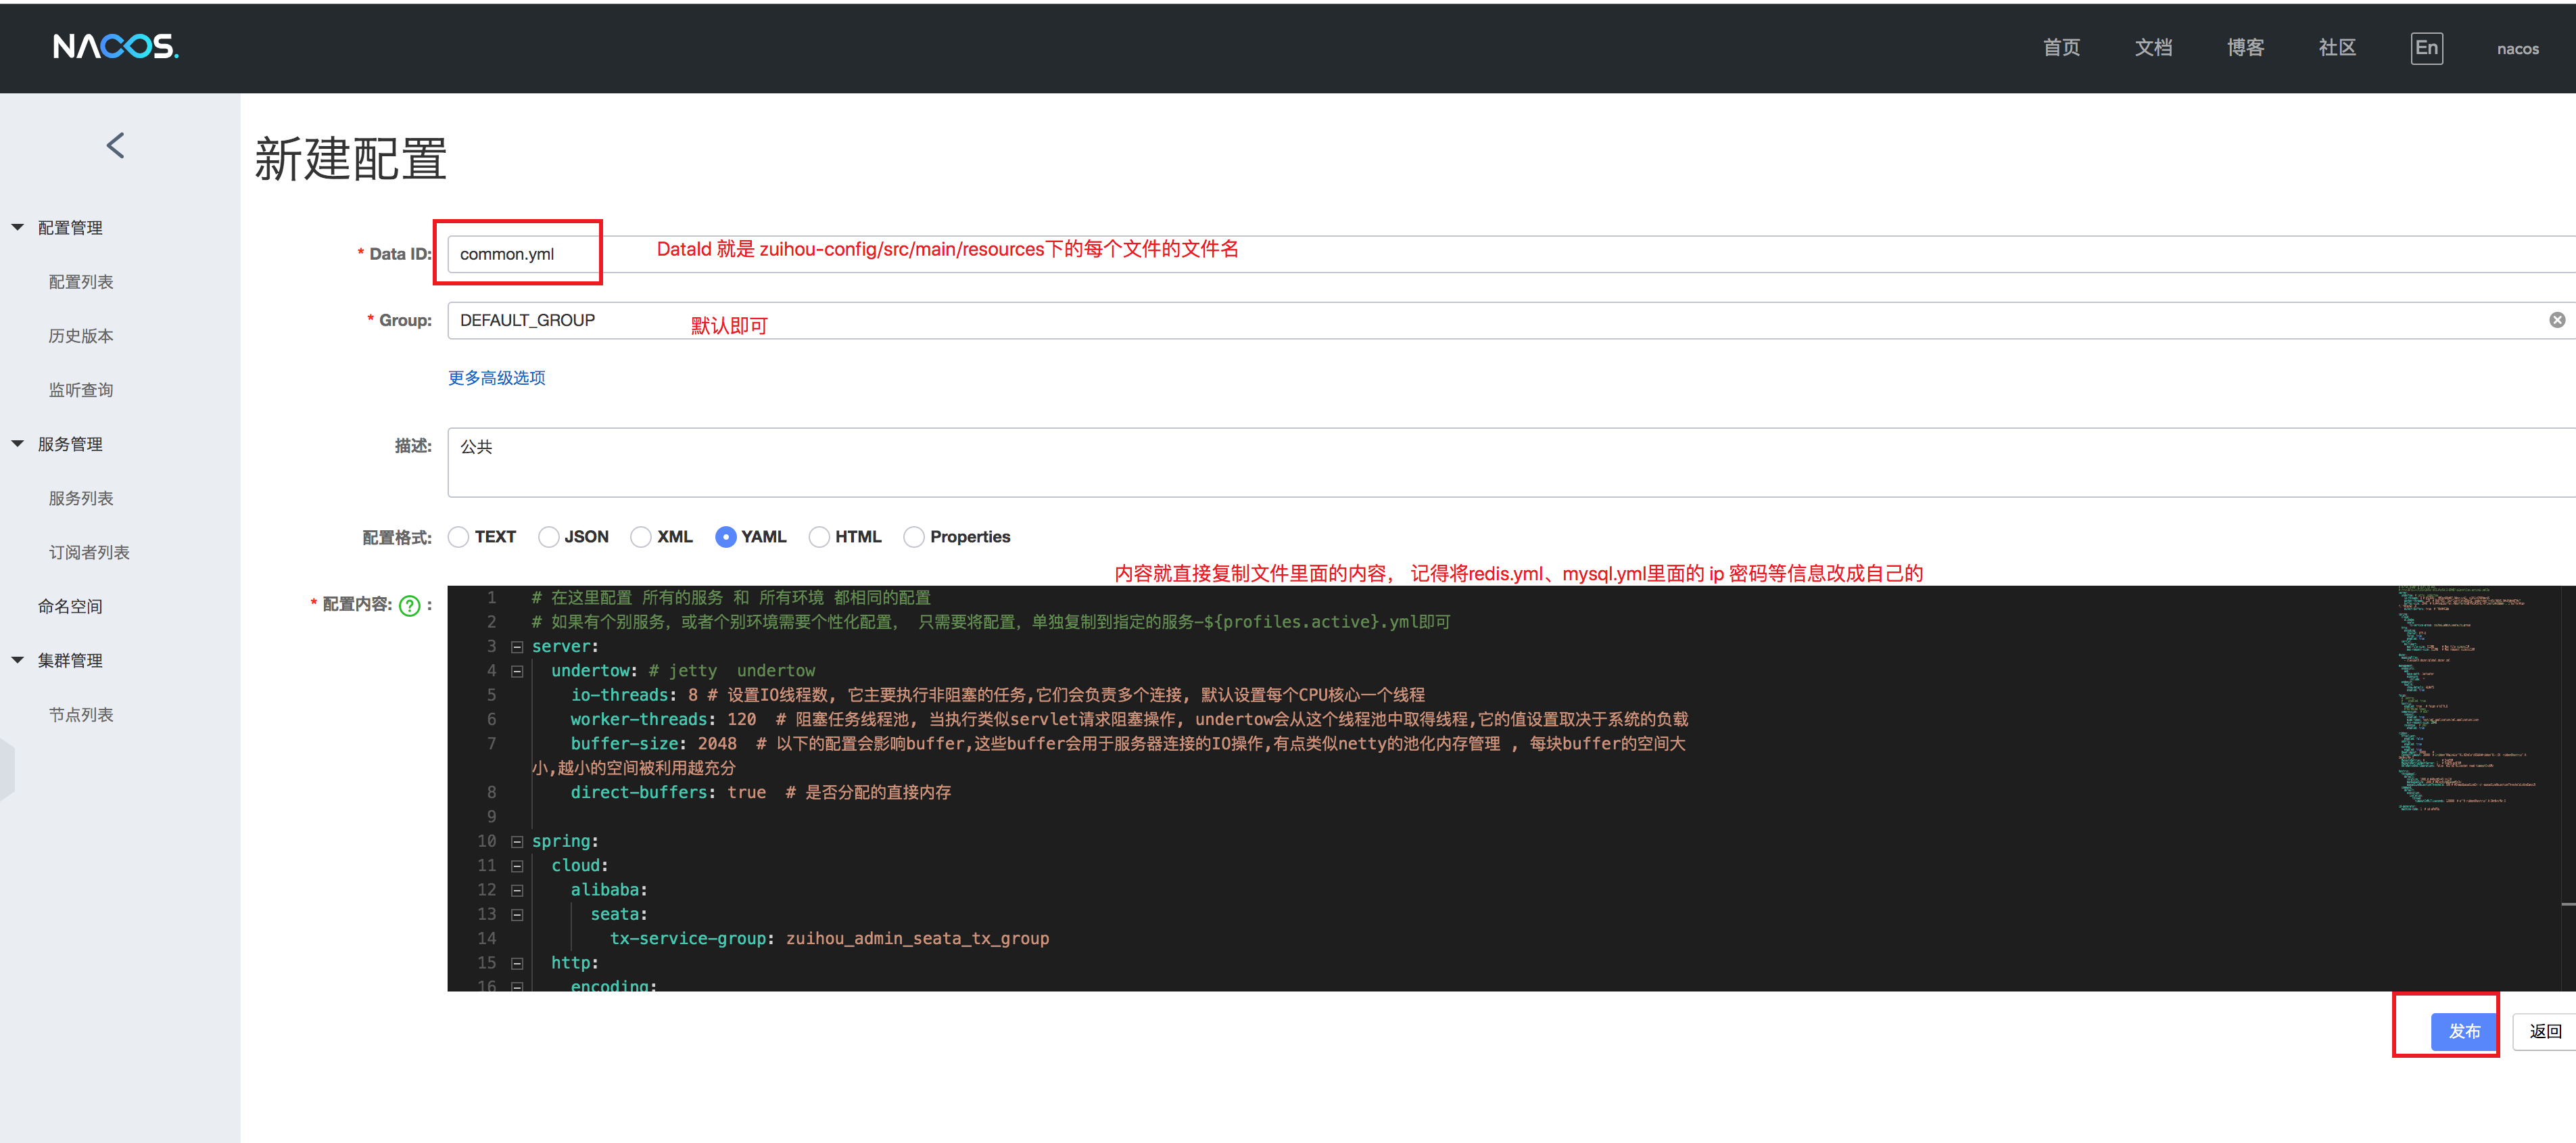 NACOS.
首页 文档 博客 社区 En nacos
新建配置
配置管理
配置列表
历史版本
监听查询
服务管理
服务列表
订阅者列表
命名空间
集群管理
节点列表
* Data ID: common.yml DataId 就是 zuihou-config/src/main/resources下的每个文件的文件名
* Group: DEFAULT_GROUP 默认即可
更多高级选项
描述: 公共
配置格式: TEXT JSON XML YAML HTML Properties
内容就直接复制文件里面的内容， 记得将redis.yml、mysql.yml里面的 ip 密码等信息改成自己的
* 配置内容: ? :
1 # 在这里配置 所有的服务 和 所有环境 都相同的配置
2 # 如果有个别服务，或者个别环境需要个性化配置， 只需要将配置，单独复制到指定的服务-${profiles.active}.yml即可
3 server:
4 undertow: # jetty  undertow
5 io-threads: 8 # 设置IO线程数, 它主要执行非阻塞的任务,它们会负责多个连接, 默认设置每个CPU核心一个线程
6 worker-threads: 120  # 阻塞任务线程池, 当执行类似servlet请求阻塞操作, undertow会从这个线程池中取得线程,它的值设置取决于系统的负载
7 buffer-size: 2048  # 以下的配置会影响buffer,这些buffer会用于服务器连接的IO操作,有点类似netty的池化内存管理 , 每块buffer的空间大
小,越小的空间被利用越充分
8 direct-buffers: true  # 是否分配的直接内存
9
10 spring:
11 cloud:
12 alibaba:
13 seata:
14 tx-service-group: zuihou_admin_seata_tx_group
15 http:
16 encoding:
发布 返回